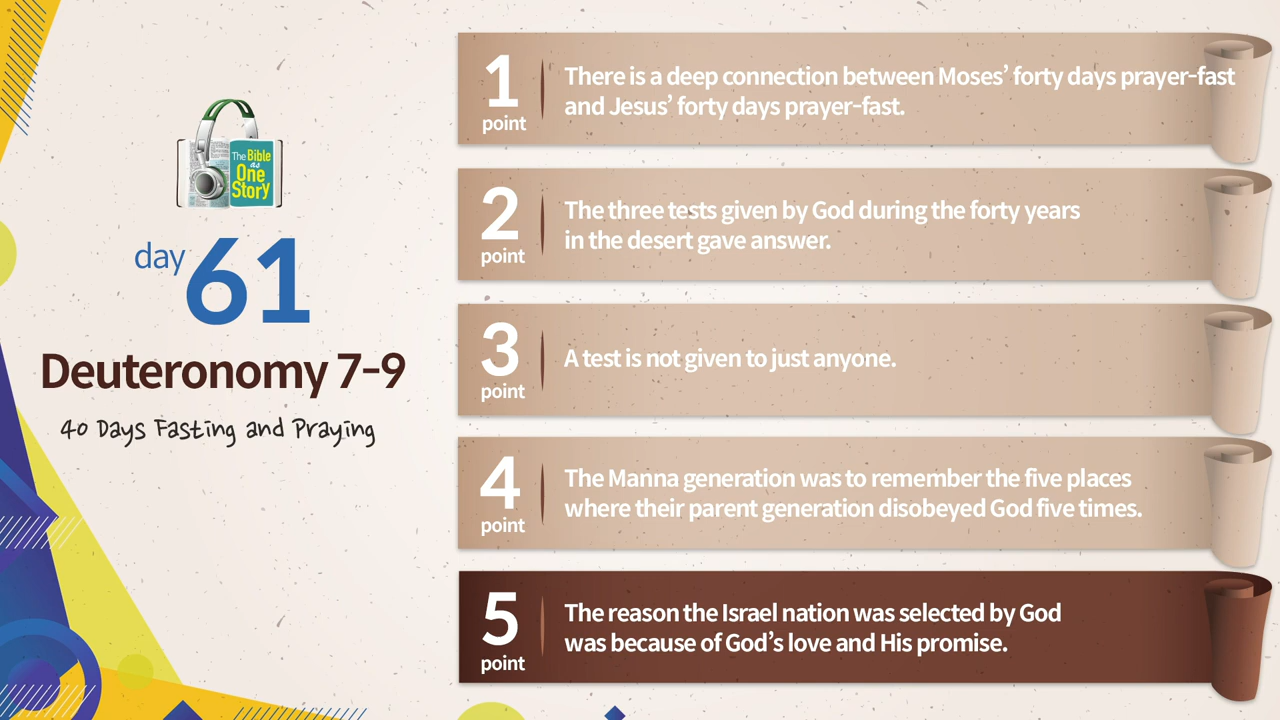 The Bible
as
One
Story
day 61
Deuteronomy 7-9
40 Days Fasting and Praying
1
point
There is a deep connection between Moses’ forty days prayer-fast
and Jesus’ forty days prayer-fast.
2
point
The three tests given by God during the forty years
in the desert gave answer.
3
point
A test is not given to just anyone.
4
point
The Manna generation was to remember the five places
where their parent generation disobeyed God five times.
5
point
The reason the Israel nation was selected by God
was because of God’s love and His promise.